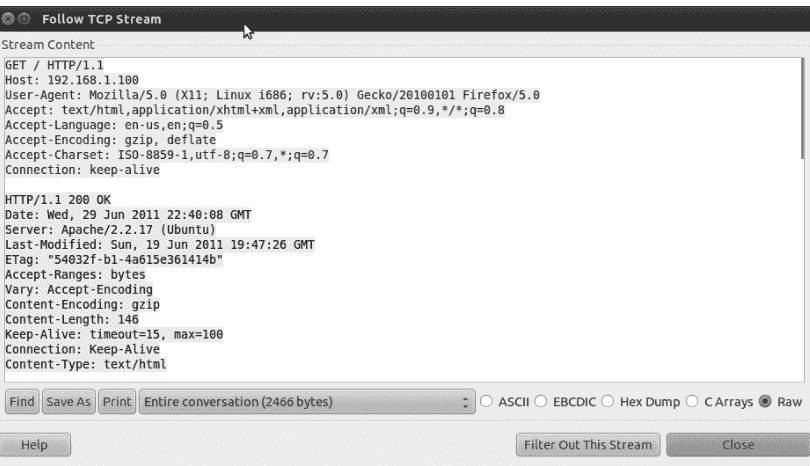 Follow TCP Stream
Stream Content
GET / HTTP/1.1
Host: 192.168.1.100
User-Agent: Mozilla/5.0 (X11; Linux i686; rv:5.0) Gecko/20100101 Firefox/5.0
Accept: text/html,application/xhtml+xml,application/xml;q=0.9,*/*;q=0.8
Accept-Language: en-us,en;q=0.5
Accept-Encoding: gzip, deflate
Accept-Charset: ISO-8859-1,utf-8;q=0.7,*;q=0.7
Connection: keep-alive
HTTP/1.1 200 OK
Date: Wed, 29 Jun 2011 22:40:08 GMT
Server: Apache/2.2.17 (Ubuntu)
Last-Modified: Sun, 19 Jun 2011 19:47:26 GMT
ETag: "54032f-b1-4a615e361414b"
Accept-Ranges: bytes
Vary: Accept-Encoding
Content-Encoding: gzip
Content-Length: 146
Keep-Alive: timeout=15, max=100
Connection: Keep-Alive
Content-Type: text/html
Find Save As Print Entire conversation (2466 bytes) ASCII EBCDIC Hex Dump C Arrays Raw
Help Filter Out This Stream Close